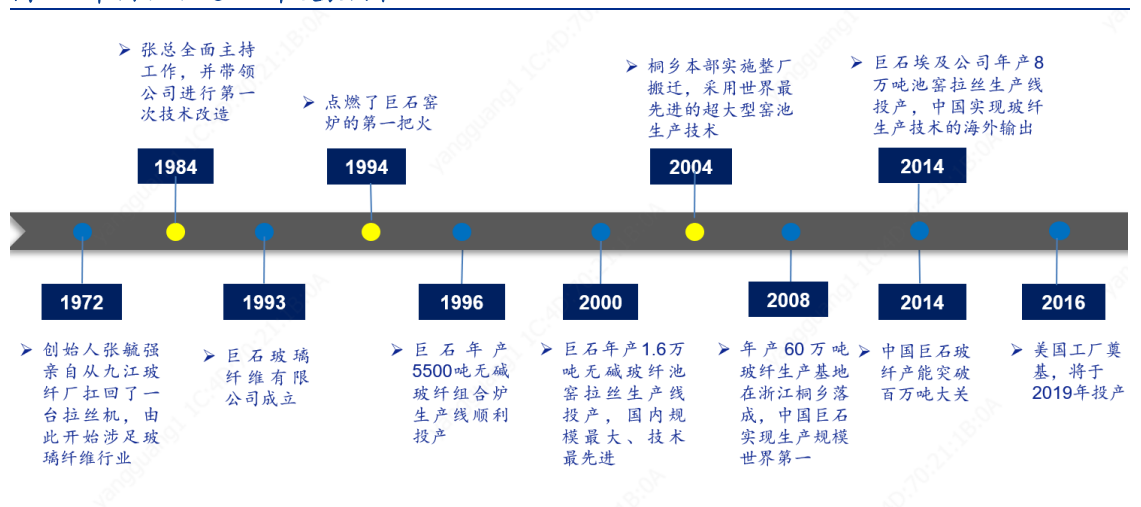 张总全面主持
工作，并带领
公司进行第一
次技术改造
1984
点燃了巨石窑
炉的第一把火
1994
桐乡本部实施整厂
搬迁，采用世界最
先进的超大型窑池
生产技术
2004
巨石埃及公司年产8
万吨池窑拉丝生产线
投产，中国实现玻纤
生产技术的海外输出
2014
1972
创始人张毓强
亲自从九江玻
纤厂扛回了一
台拉丝机，由
此开始涉足玻
璃纤维行业
1993
巨石玻璃
纤维有限
公司成立
1996
巨石年产
5500吨无碱
玻纤组合炉
生产线顺利
投产
2000
巨石年产1.6万
吨无碱玻纤池
窑拉丝生产线
投产，国内规
模最大、技术
最先进
2008
年产60万吨
玻纤生产基地
在浙江桐乡落
成，中国巨石
实现生产规模
世界第一
2014
中国巨石玻
纤产能突破
百万吨大关
2016
美国工厂奠
基，将于
2019年投产